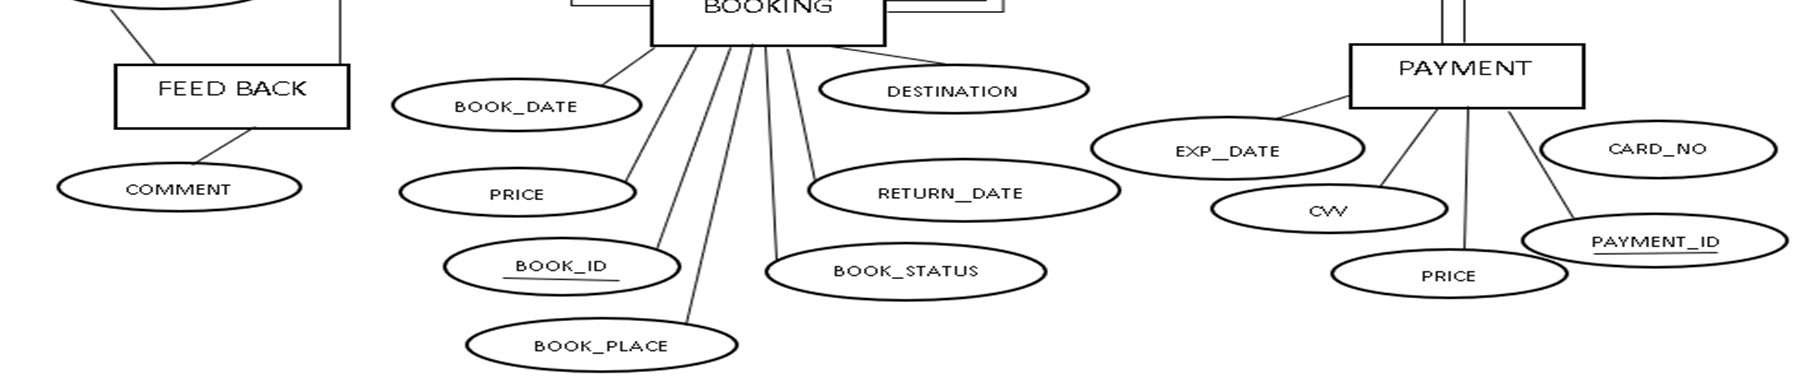 BOOKING
FEED BACK
COMMENT
BOOK_DATE
PRICE
BOOK_ID
BOOK_PLACE
DESTINATION
RETURN_DATE
BOOK_STATUS
PAYMENT
EXP_DATE
CVV
PRICE
CARD_NO
PAYMENT_ID